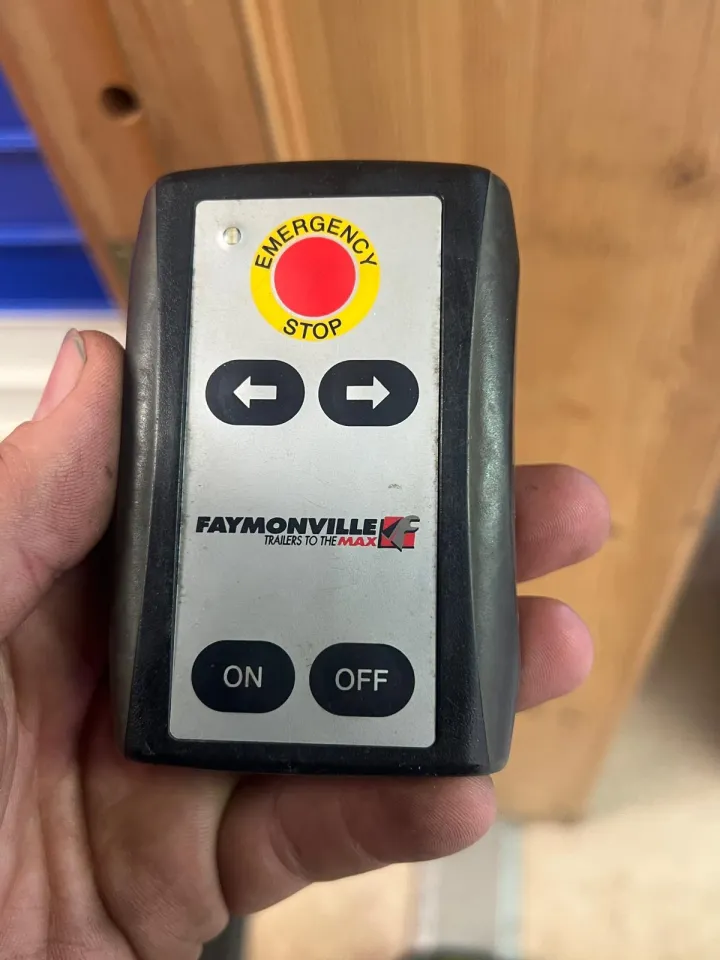 EMERGENCY
STOP
FAYMONVILLE
TRAILERS TO THE MAX
ON OFF